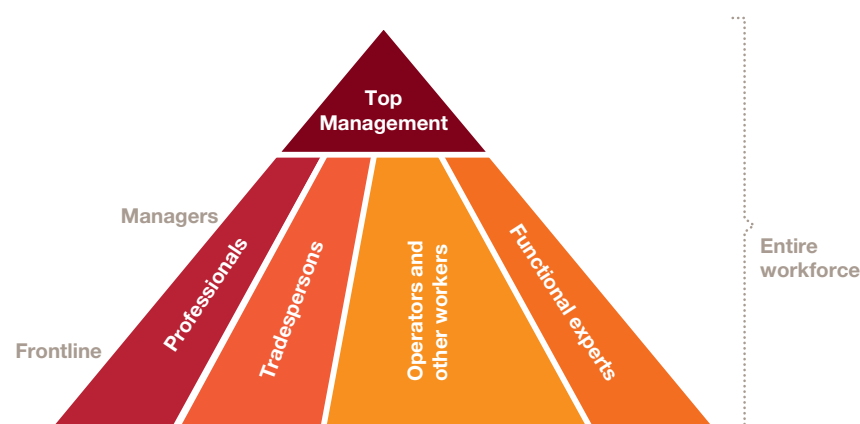 Top
Management
Managers
Frontline
Professionals
Tradespersons
Operators and
other workers
Functional experts
Entire
workforce